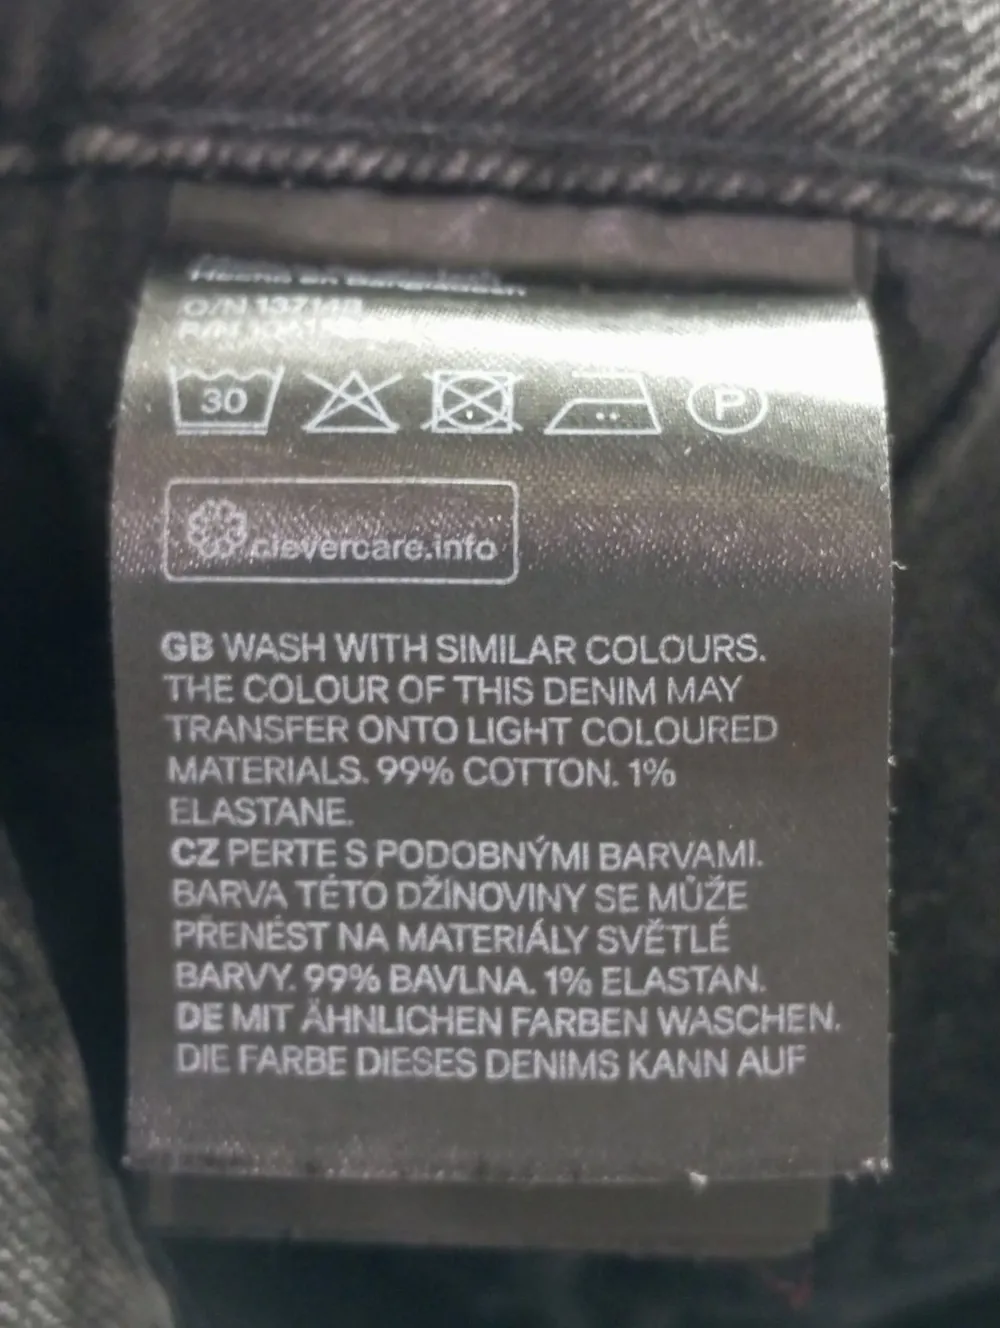 O/N 137148
30
P
clevercare.info
GB WASH WITH SIMILAR COLOURS.
THE COLOUR OF THIS DENIM MAY
TRANSFER ONTO LIGHT COLOURED
MATERIALS. 99% COTTON. 1%
ELASTANE.
CZ PERTE S PODOBNÝMI BARVAMI.
BARVA TÉTO DŽÍNOVINY SE MŮŽE
PŘENÉST NA MATERIÁLY SVĚTLÉ
BARVY. 99% BAVLNA. 1% ELASTAN.
DE MIT ÄHNLICHEN FARBEN WASCHEN.
DIE FARBE DIESES DENIMS KANN AUF